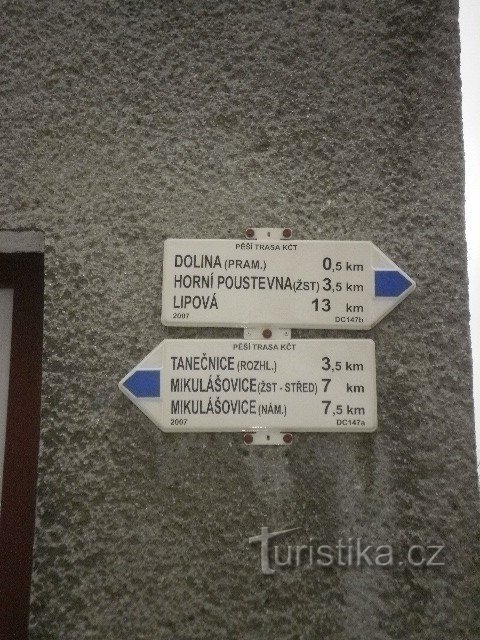 PĚŠÍ TRASA KČT
DOLINA (PRAM.) 0,5 km
HORNÍ POUSTEVNA (ŽST) 3,5 km
LIPOVÁ 13 km
2007 DC147b
PĚŠÍ TRASA KČT
TANEČNICE (ROZHL.) 3,5 km
MIKULÁŠOVICE (ŽST - STŘED) 7 km
MIKULÁŠOVICE (NÁM.) 7,5 km
2007 DC147a
Turistika.cz